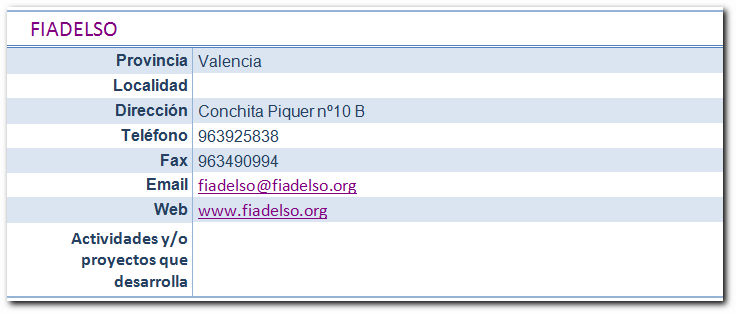 FIADELSO
Provincia Valencia
Localidad
Dirección Conchita Piquer nº10 B
Teléfono 963925838
Fax 963490994
Email fiadelso@fiadelso.org
Web www.fiadelso.org
Actividades y/o
proyectos que
desarrolla